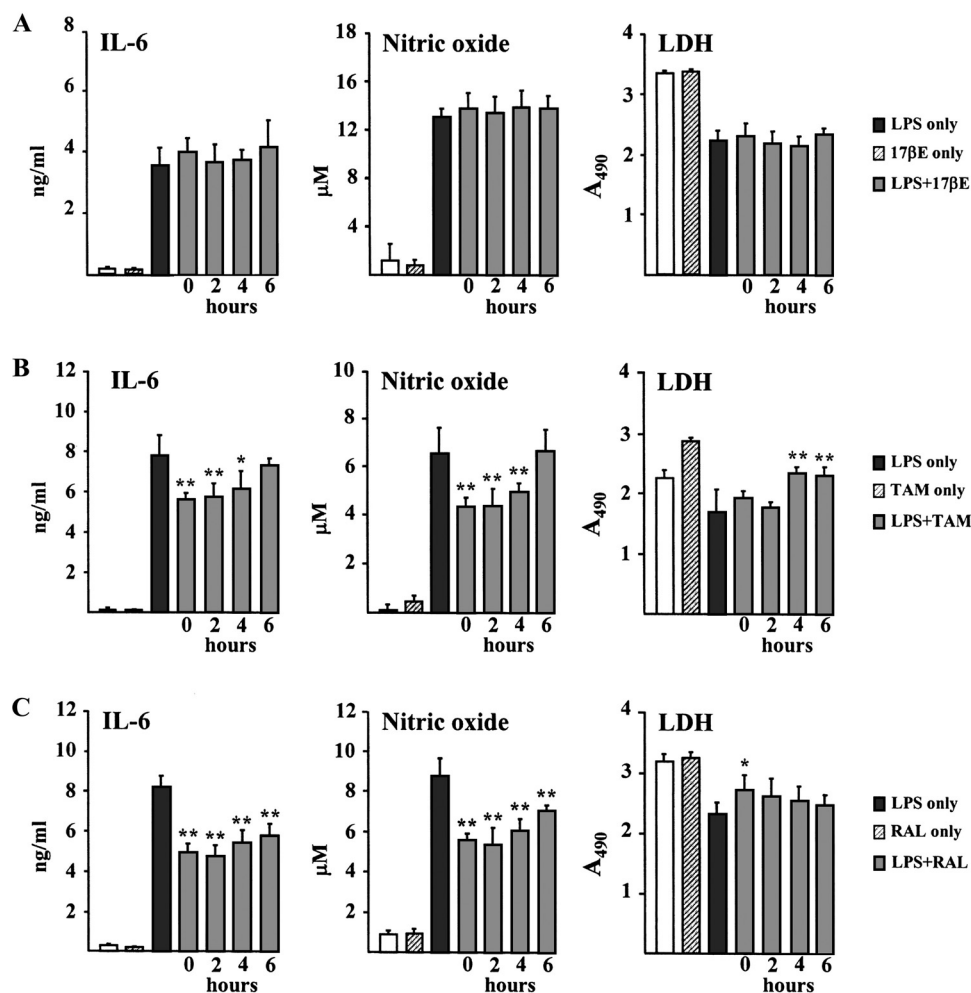 A
IL-6
Nitric oxide
LDH
8
6
4
2
ng/ml
0 2 4 6
hours
18
16
12
8
4
μM
0 2 4 6
hours
4
3
2
1
A490
0 2 4 6
hours
LPS only
17βE only
LPS+17βE
B
IL-6
Nitric oxide
LDH
12
10
8
6
4
2
ng/ml
** ** *
0 2 4 6
hours
10
8
6
4
2
μM
** ** **
0 2 4 6
hours
4
3
2
1
A490
** **
0 2 4 6
hours
LPS only
TAM only
LPS+TAM
C
IL-6
Nitric oxide
LDH
12
10
8
6
4
2
ng/ml
** ** ** **
0 2 4 6
hours
12
10
8
6
4
2
μM
** ** ** **
0 2 4 6
hours
4
3
2
1
A490
*
0 2 4 6
hours
LPS only
RAL only
LPS+RAL